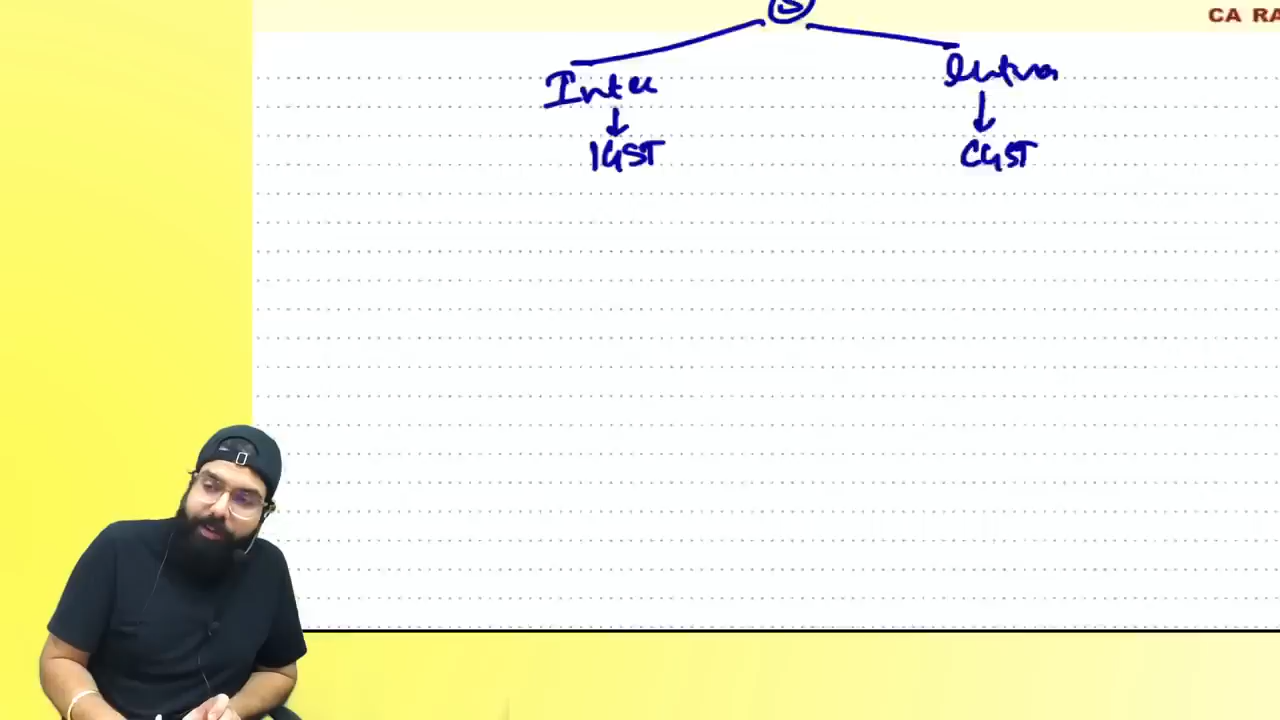 CA RA
S
Inter Intra
↓ ↓
IGST CGST